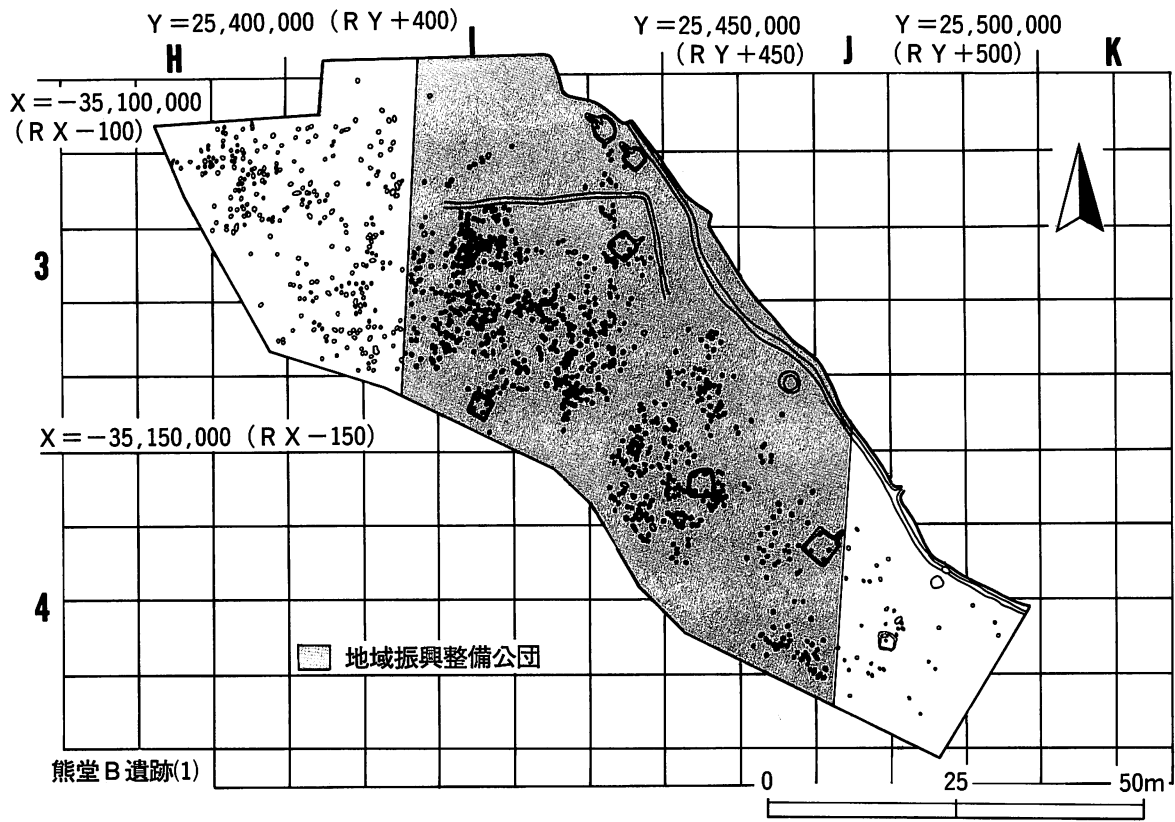 Y=25,400,000 (RY+400)
Y=25,450,000
(RY+450)
Y=25,500,000
(RY+500)
H
I
J
K
X=-35,100,000
(RX-100)
3
X=-35,150,000 (RX-150)
4
地域振興整備公団
熊堂B遺跡(1)
0 25 50m